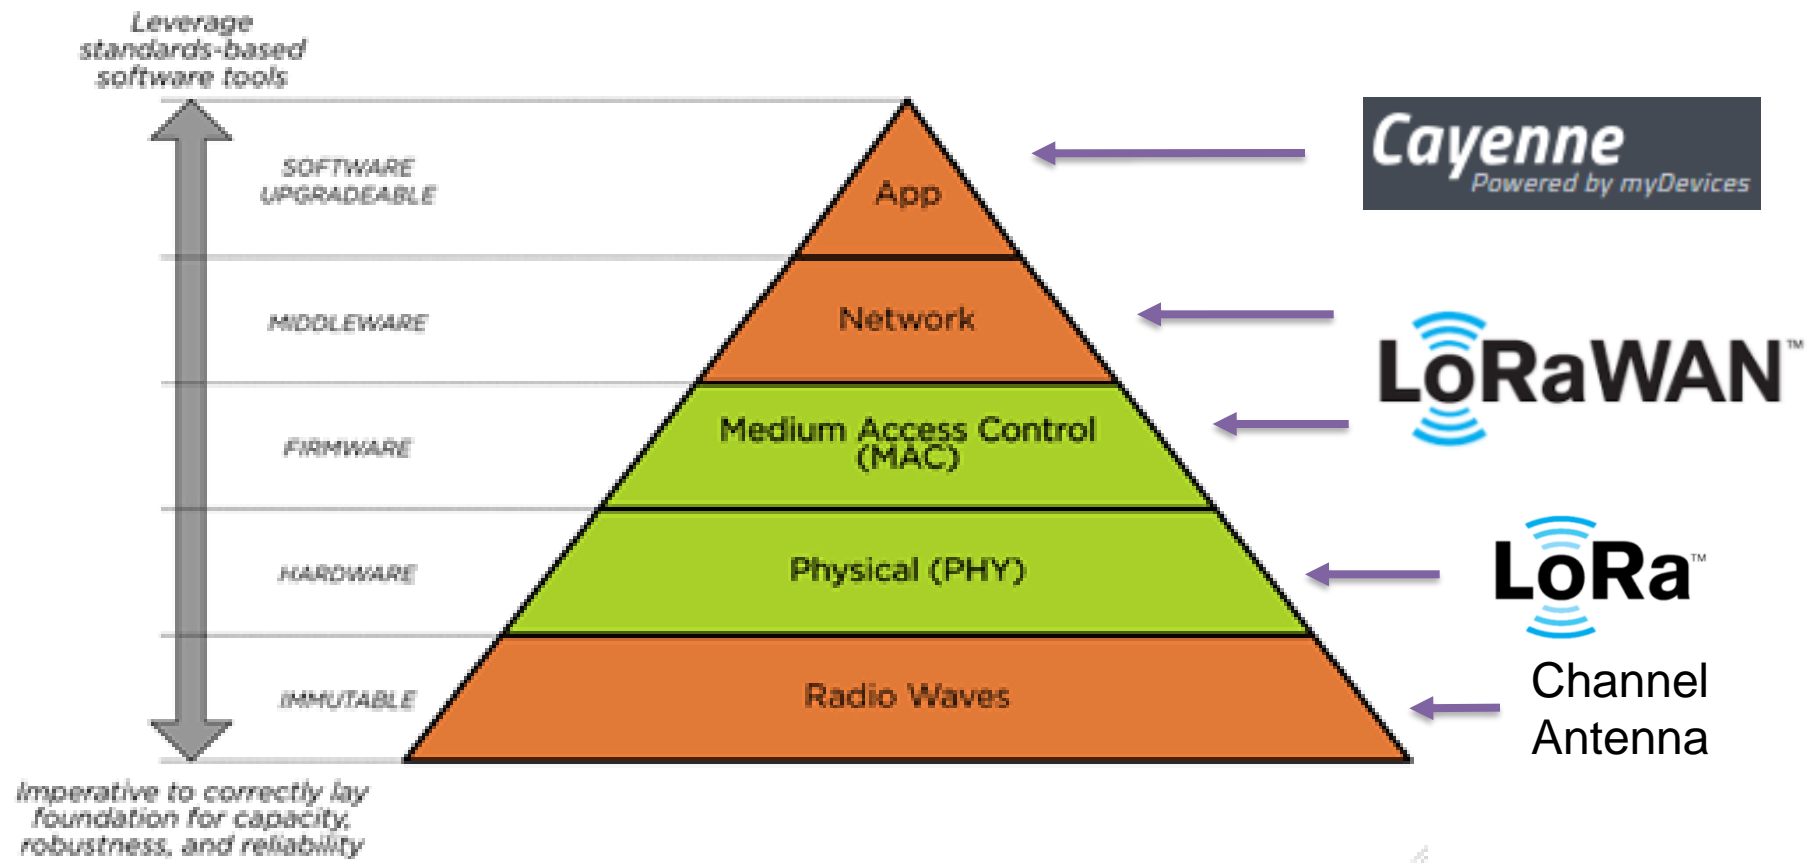 Leverage
standards-based
software tools
SOFTWARE
UPGRADEABLE
App
Cayenne
Powered by myDevices
MIDDLEWARE
Network
LoRaWAN™
FIRMWARE
Medium Access Control
(MAC)
HARDWARE
Physical (PHY)
LoRa™
IMMUTABLE
Radio Waves
Channel
Antenna
Imperative to correctly lay
foundation for capacity,
robustness, and reliability